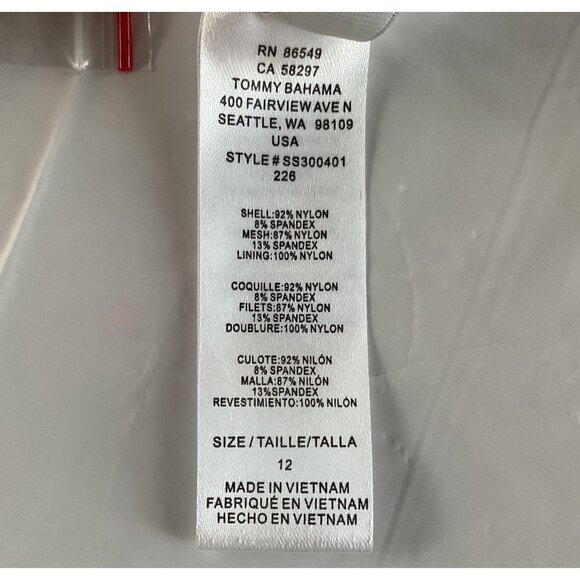 RN 86549
CA 58297
TOMMY BAHAMA
400 FAIRVIEW AVE N
SEATTLE, WA 98109
USA
STYLE # SS300401
226
SHELL:92% NYLON
8% SPANDEX
MESH:87% NYLON
13% SPANDEX
LINING:100% NYLON
COQUILLE:92% NYLON
8% SPANDEX
FILETS:87% NYLON
13% SPANDEX
DOUBLURE:100% NYLON
CULOTE:92% NILÓN
8% SPANDEX
MALLA:87% NILÓN
13%SPANDEX
REVESTIMIENTO:100% NILÓN
SIZE / TAILLE/TALLA
12
MADE IN VIETNAM
FABRIQUÉ EN VIETNAM
HECHO EN VIETNAM